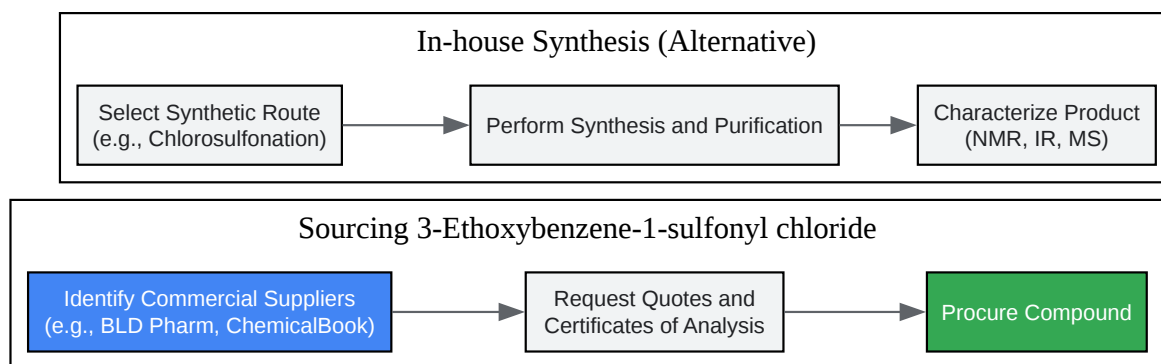 In-house Synthesis (Alternative)
Select Synthetic Route
(e.g., Chlorosulfonation)
Perform Synthesis and Purification
Characterize Product
(NMR, IR, MS)
Sourcing 3-Ethoxybenzene-1-sulfonyl chloride
Identify Commercial Suppliers
(e.g., BLD Pharm, ChemicalBook)
Request Quotes and
Certificates of Analysis
Procure Compound